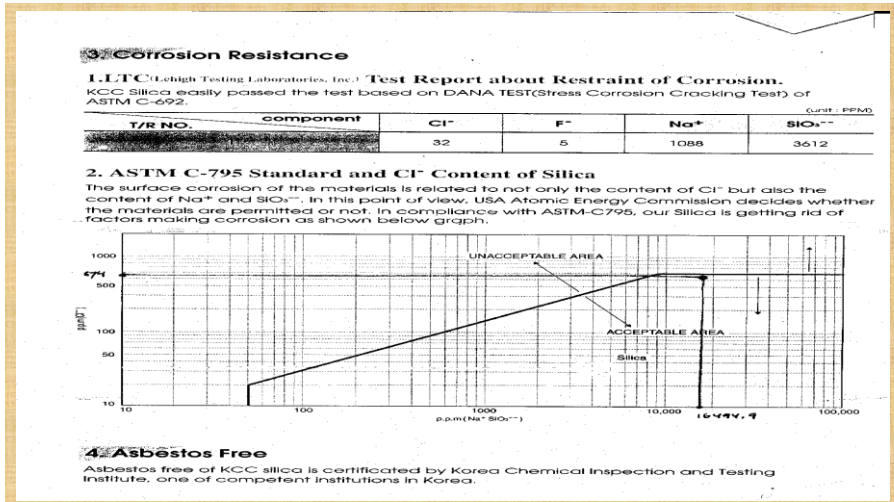 3. Corrosion Resistance
1.LTC(Lehigh Testing Laboratories, Inc.) Test Report about Restraint of Corrosion.
KCC Silica easily passed the test based on DANA TEST(Stress Corrosion Cracking Test) of
ASTM C-692.
(unit : PPM)
T/R NO. component Cl⁻ F⁻ Na⁺ SiO₃⁻⁻
32 5 1088 3612
2. ASTM C-795 Standard and Cl⁻ Content of Silica
The surface corrosion of the materials is related to not only the content of Cl⁻ but also the
content of Na⁺ and SiO₃⁻⁻. In this point of view, USA Atomic Energy Commission decides whether
the materials are permitted or not. In compliance with ASTM-C795, our Silica is getting rid of
factors making corrosion as shown below graph.
1000
UNACCEPTABLE AREA
674
500
p.p.m(Cl⁻)
100
ACCEPTABLE AREA
50
Silica
10
10 100 1000 10,000 16494.9 100,000
p.p.m(Na⁺ SiO₃⁻⁻)
4. Asbestos Free
Asbestos free of KCC silica is certificated by Korea Chemical Inspection and Testing
Institute, one of competent institutions in Korea.